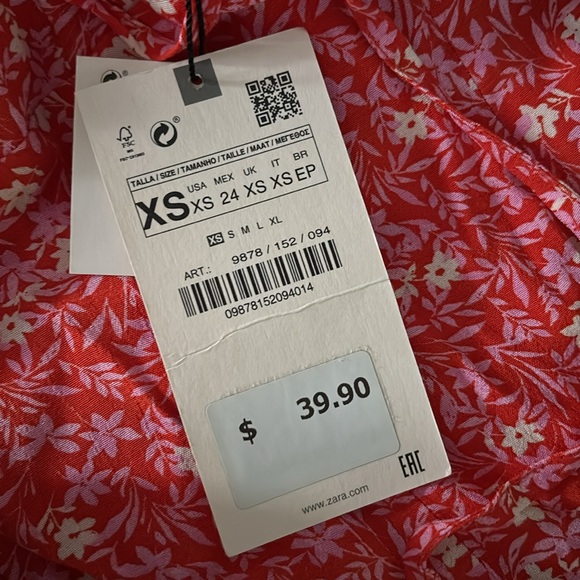 FSC
TALLA / SIZE / TAMANHO / TAILLE / MAAT / ΜΕΓΕΘΟΣ
USA MEX UK IT BR
XS XS 24 XS XS EP
XS S M L XL
ART.: 9878 / 152 / 094
09878152094014
$ 39.90
EAC
www.zara.com